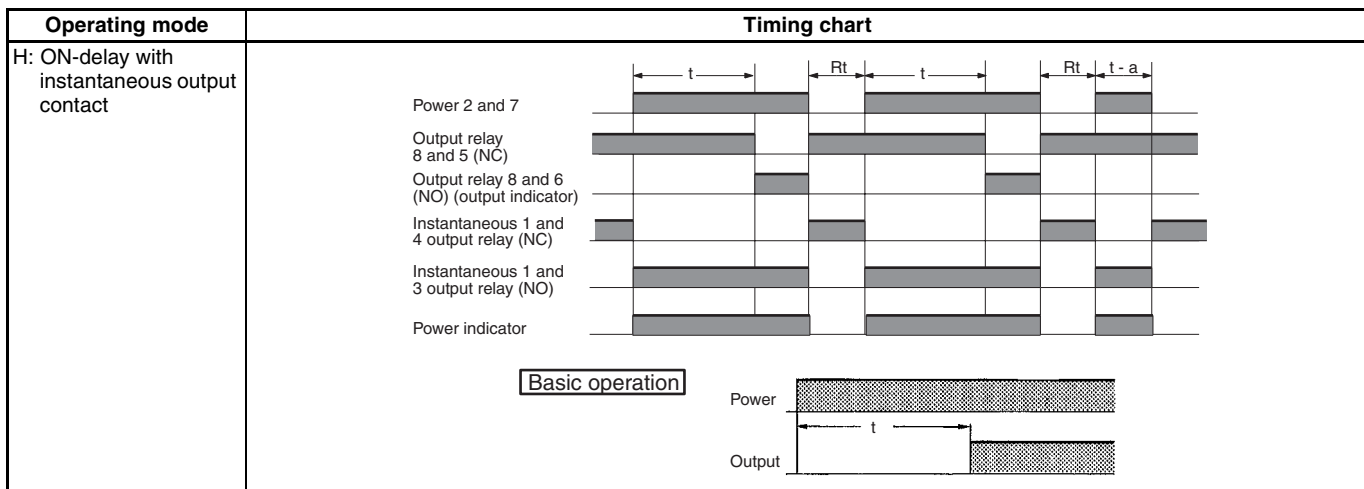 Operating mode
Timing chart
H: ON-delay with
instantaneous output
contact
t
Rt
t
Rt
t - a
Power 2 and 7
Output relay
8 and 5 (NC)
Output relay 8 and 6
(NO) (output indicator)
Instantaneous 1 and
4 output relay (NC)
Instantaneous 1 and
3 output relay (NO)
Power indicator
Basic operation
Power
t
Output